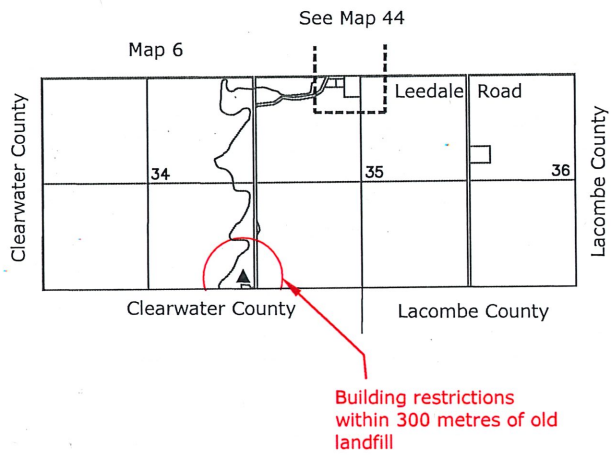 See Map 44
Map 6
Leedale Road
Clearwater County
Lacombe County
34
35
36
Clearwater County
Lacombe County
Building restrictions
within 300 metres of old
landfill